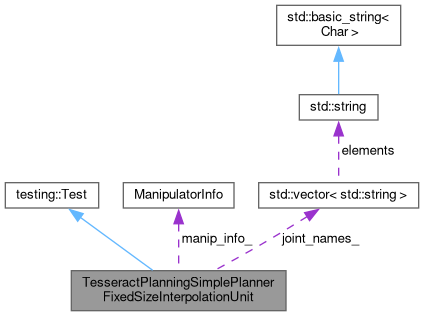 std::basic_string<
Char >
std::string
elements
testing::Test
ManipulatorInfo
std::vector< std::string >
manip_info_
joint_names_
TesseractPlanningSimplePlanner
FixedSizeInterpolationUnit